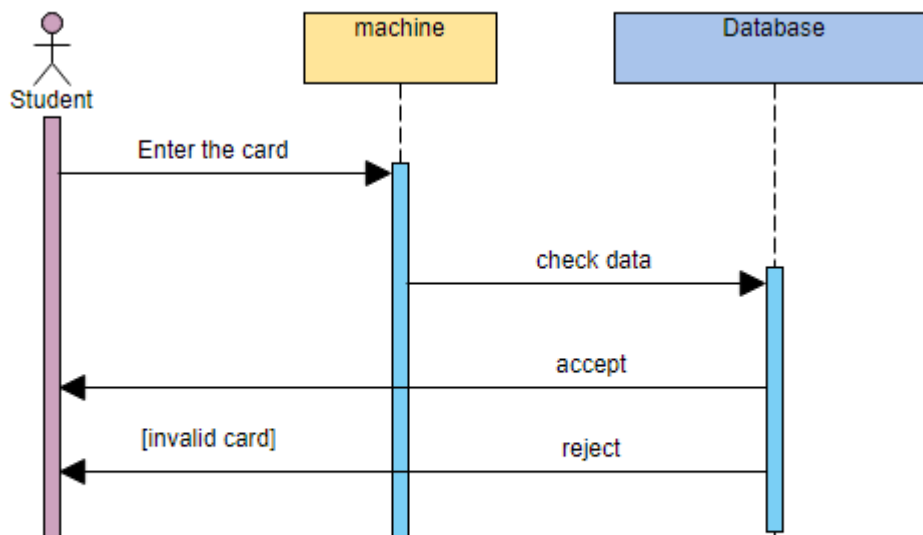 machine
Database
Student
Enter the card
check data
accept
[invalid card]
reject